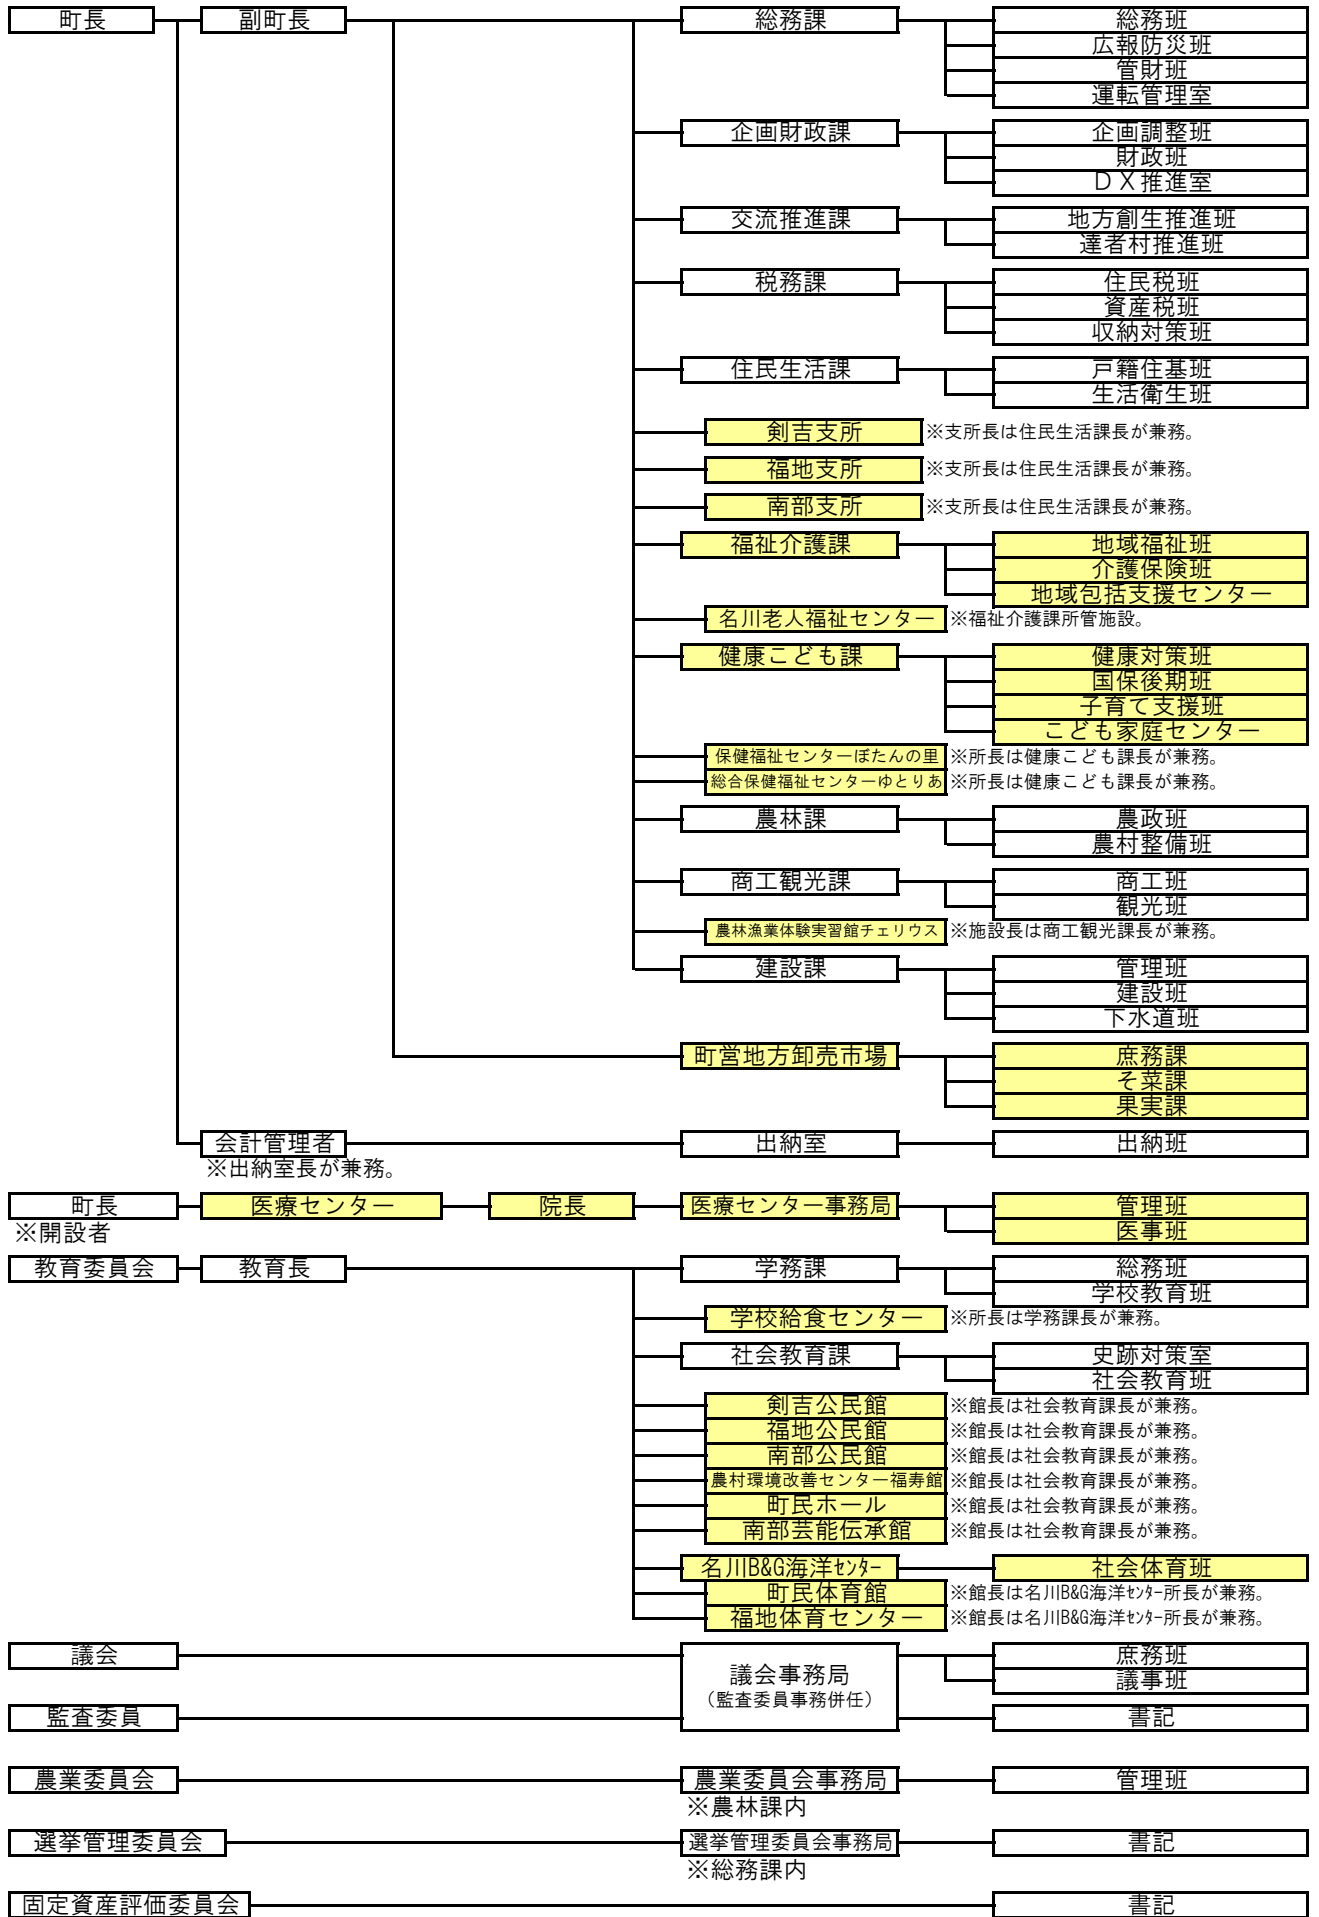 町長 副町長 総務課 総務班
広報防災班
管財班
運転管理室
企画財政課 企画調整班
財政班
ＤＸ推進室
交流推進課 地方創生推進班
達者村推進班
税務課 住民税班
資産税班
収納対策班
住民生活課 戸籍住基班
生活衛生班
剣吉支所 ※支所長は住民生活課長が兼務。
福地支所 ※支所長は住民生活課長が兼務。
南部支所 ※支所長は住民生活課長が兼務。
福祉介護課 地域福祉班
介護保険班
地域包括支援センター
名川老人福祉センター ※福祉介護課所管施設。
健康こども課 健康対策班
国保後期班
子育て支援班
こども家庭センター
保健福祉センターぼたんの里 ※所長は健康こども課長が兼務。
総合保健福祉センターゆとりあ ※所長は健康こども課長が兼務。
農林課 農政班
農村整備班
商工観光課 商工班
観光班
農林漁業体験実習館チェリウス ※施設長は商工観光課長が兼務。
建設課 管理班
建設班
下水道班
町営地方卸売市場 庶務課
そ菜課
果実課
会計管理者 出納室 出納班
※出納室長が兼務。
町長 医療センター 院長 医療センター事務局 管理班
※開設者 医事班
教育委員会 教育長 学務課 総務班
学校教育班
学校給食センター ※所長は学務課長が兼務。
社会教育課 史跡対策室
社会教育班
剣吉公民館 ※館長は社会教育課長が兼務。
福地公民館 ※館長は社会教育課長が兼務。
南部公民館 ※館長は社会教育課長が兼務。
農村環境改善センター福寿館 ※館長は社会教育課長が兼務。
町民ホール ※館長は社会教育課長が兼務。
南部芸能伝承館 ※館長は社会教育課長が兼務。
名川B&G海洋ｾﾝﾀｰ 社会体育班
町民体育館 ※館長は名川B&G海洋ｾﾝﾀｰ所長が兼務。
福地体育センター ※館長は名川B&G海洋ｾﾝﾀｰ所長が兼務。
議会 庶務班
議会事務局 議事班
（監査委員事務併任）
監査委員 書記
農業委員会 農業委員会事務局 管理班
※農林課内
選挙管理委員会 選挙管理委員会事務局 書記
※総務課内
固定資産評価委員会 書記